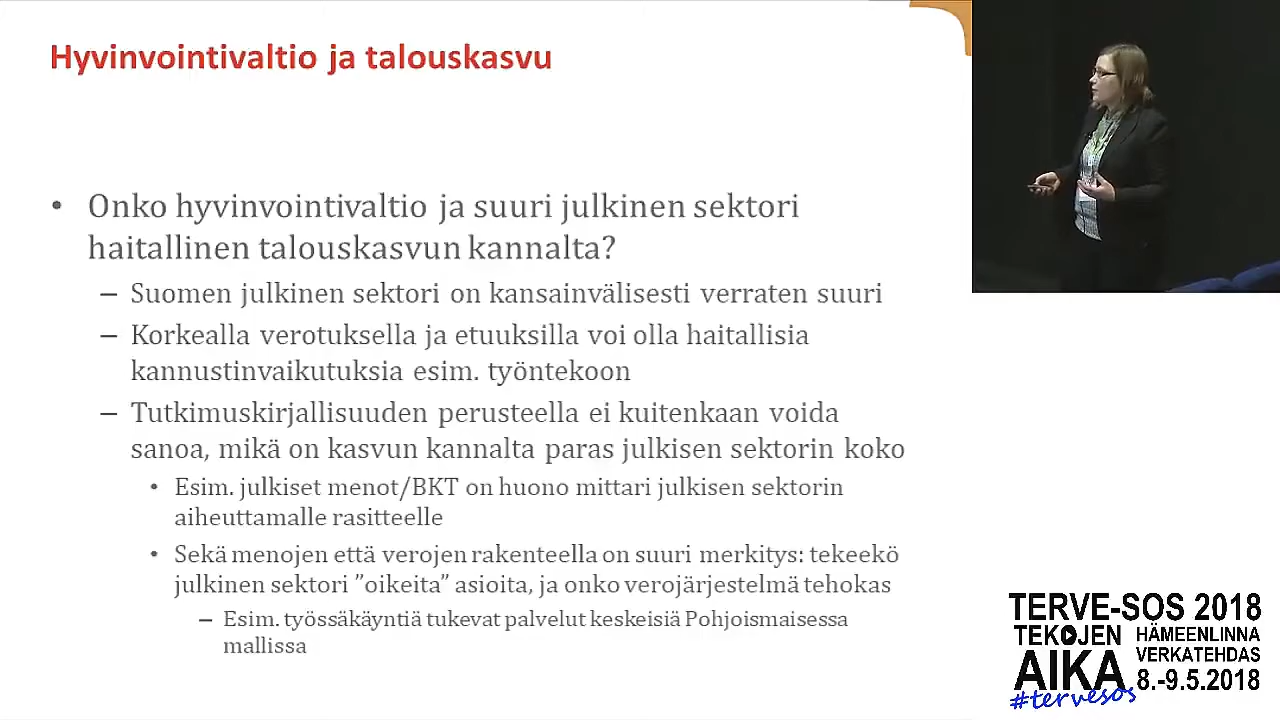 Hyvinvointivaltio ja talouskasvu
• Onko hyvinvointivaltio ja suuri julkinen sektori
haitallinen talouskasvun kannalta?
– Suomen julkinen sektori on kansainvälisesti verraten suuri
– Korkealla verotuksella ja etuuksilla voi olla haitallisia
kannustinvaikutuksia esim. työntekoon
– Tutkimuskirjallisuuden perusteella ei kuitenkaan voida
sanoa, mikä on kasvun kannalta paras julkisen sektorin koko
• Esim. julkiset menot/BKT on huono mittari julkisen sektorin
aiheuttamalle rasitteelle
• Sekä menojen että verojen rakenteella on suuri merkitys: tekeekö
julkinen sektori ”oikeita” asioita, ja onko verojärjestelmä tehokas
– Esim. työssäkäyntiä tukevat palvelut keskeisiä Pohjoismaisessa
mallissa
TERVE-SOS 2018
TEKOJEN
AIKA
HÄMEENLINNA
VERKATEHDAS
8.-9.5.2018
#tervesos